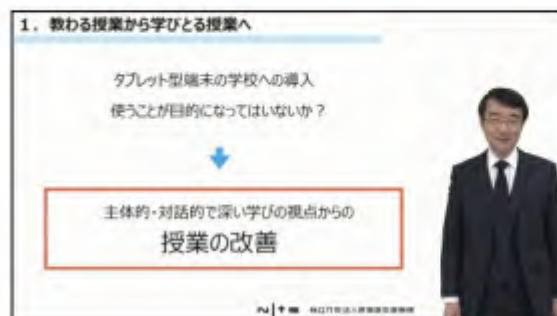 1. 教わる授業から学びとる授業へ
タブレット型端末の学校への導入
使うことが目的になってはいないか？
主体的・対話的で深い学びの視点からの
授業の改善